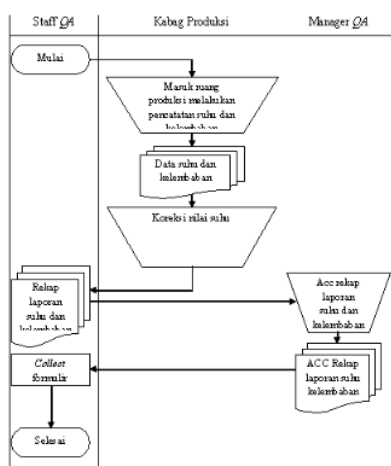 Staff QA
Kabag Produksi
Manager QA
Mulai
Masuk ruang
produksi melakukan
pencatatan suhu dan
kelembaban
Data suhu dan
kelembaban
Koreksi nilai suhu
Rekap
laporan
suhu dan
kelembaban
Acc rekap
laporan
suhu dan
kelembaban
Collect
formulir
ACC Rekap
laporan suhu
kelembaban
Selesai